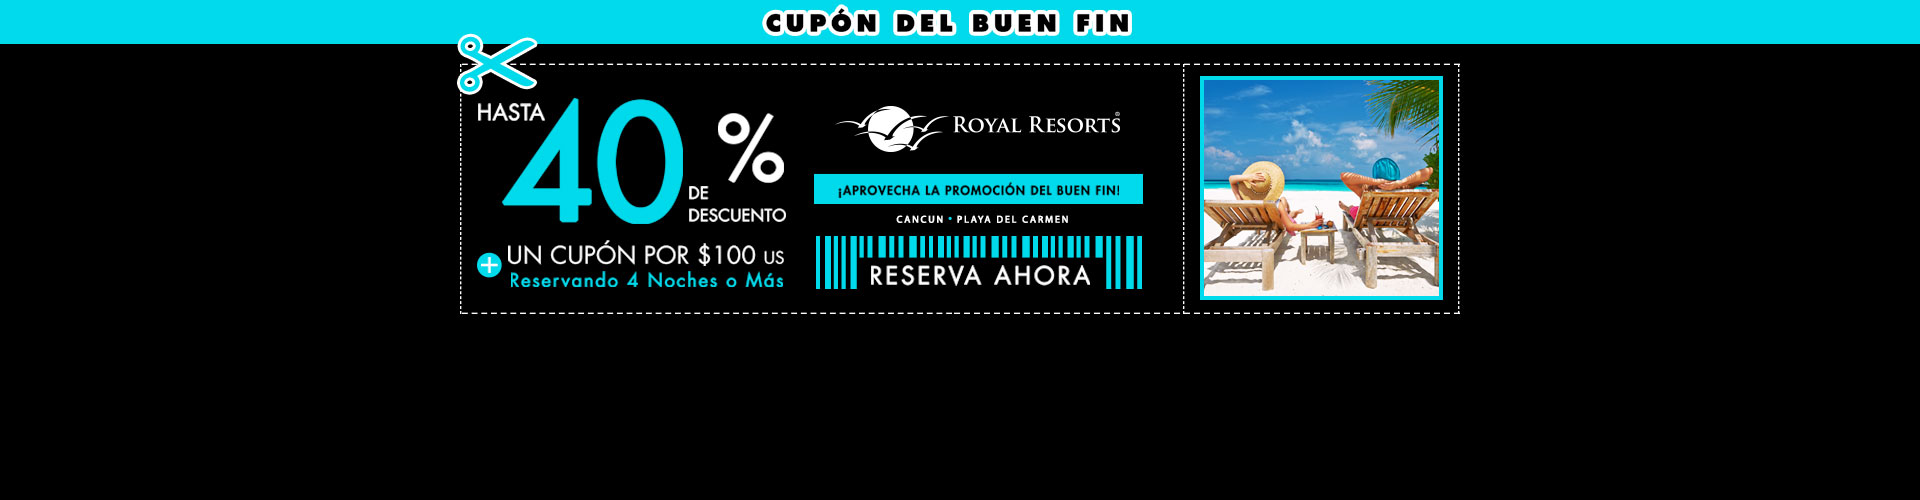 CUPÓN DEL BUEN FIN
HASTA
40%
DE
DESCUENTO
+ UN CUPÓN POR $100 US
Reservando 4 Noches o Más
ROYAL RESORTS®
¡APROVECHA LA PROMOCIÓN DEL BUEN FIN!
CANCUN • PLAYA DEL CARMEN
RESERVA AHORA